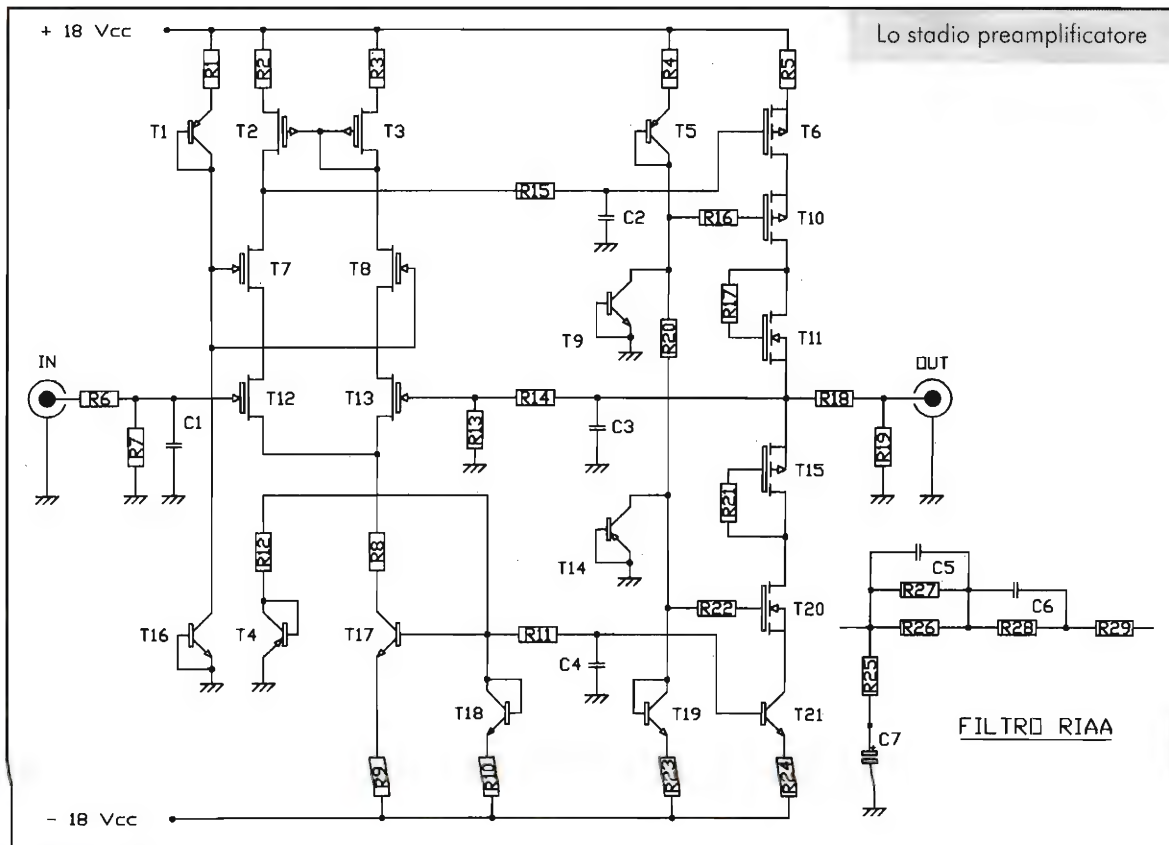 + 18 Vcc
Lo stadio preamplificatore
R1
R2
R3
R4
R5
T1
T2
T3
T5
T6
R15
C2
R16
T10
T7
T8
R17
T9
R20
T11
IN
OUT
R6
T12
T13
R14
R18
R7
C1
R13
C3
R19
T15
R21
R12
R8
T14
C5
R27
C6
R22
T20
R26
R28
R29
T16
T4
T17
R11
C4
R25
T18
T19
T21
C7
+
FILTRO RIAA
R9
R10
R23
R24
- 18 Vcc